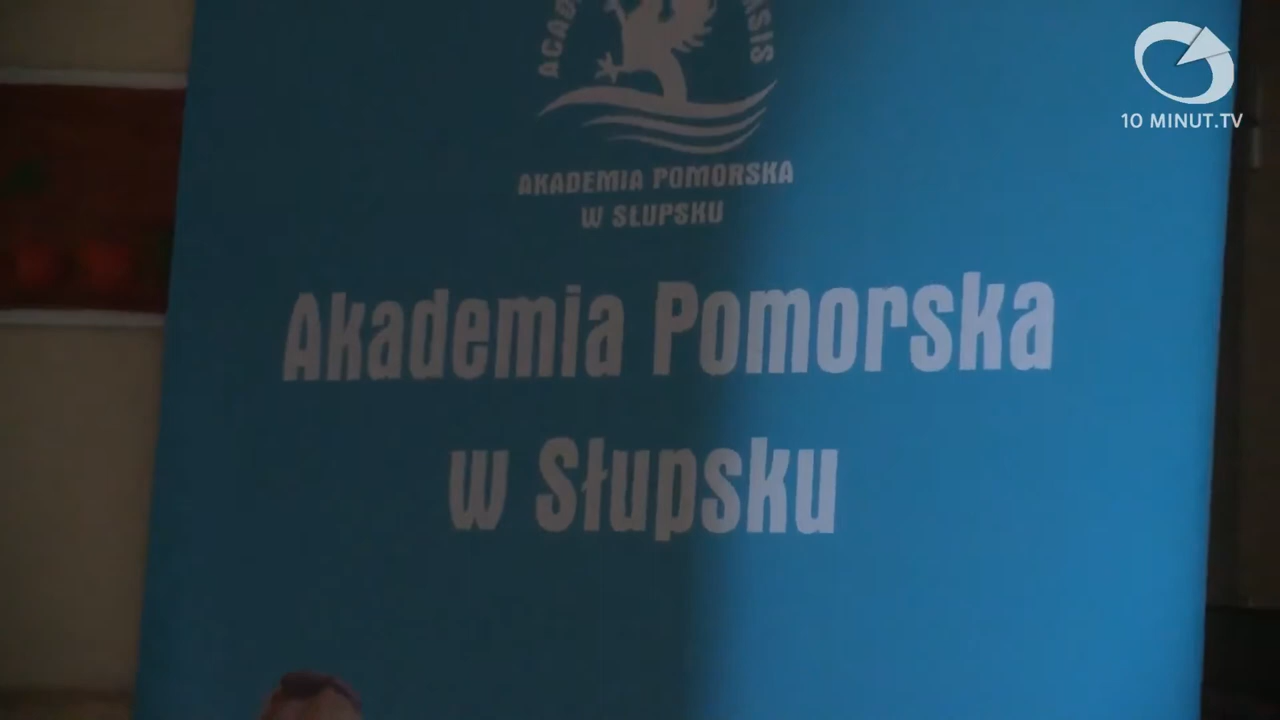 10 MINUT.TV
AKADEMIA POMORSKA
W SŁUPSKU
Akademia Pomorska
w Słupsku